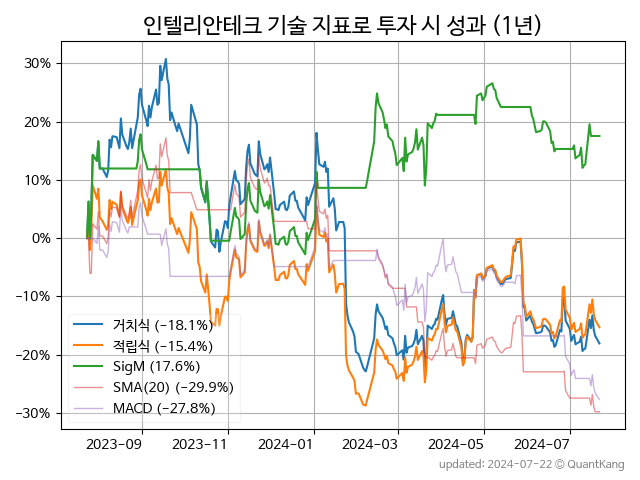 인텔리안테크 기술 지표로 투자 시 성과 (1년)
30%
20%
10%
0%
−10%
−20%
−30%
거치식 (−18.1%)
적립식 (−15.4%)
SigM (17.6%)
SMA(20) (−29.9%)
MACD (−27.8%)
2023-09
2023-11
2024-01
2024-03
2024-05
2024-07
updated: 2024-07-22 © QuantKang